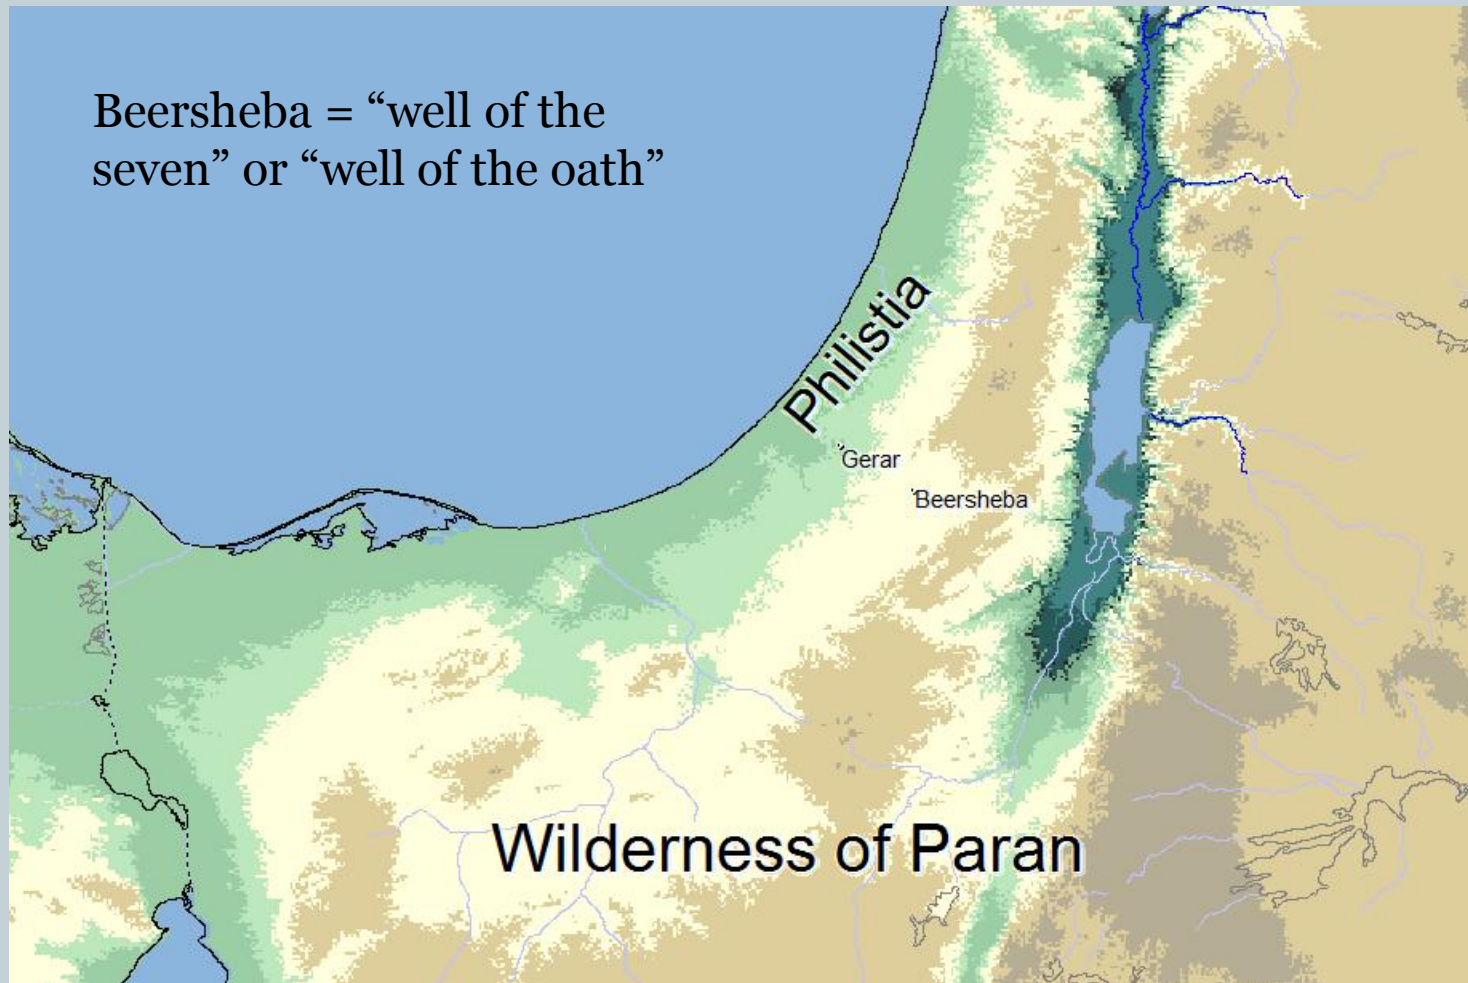 Beersheba = “well of the
seven” or “well of the oath”
Philistia
Gerar
Beersheba
Wilderness of Paran